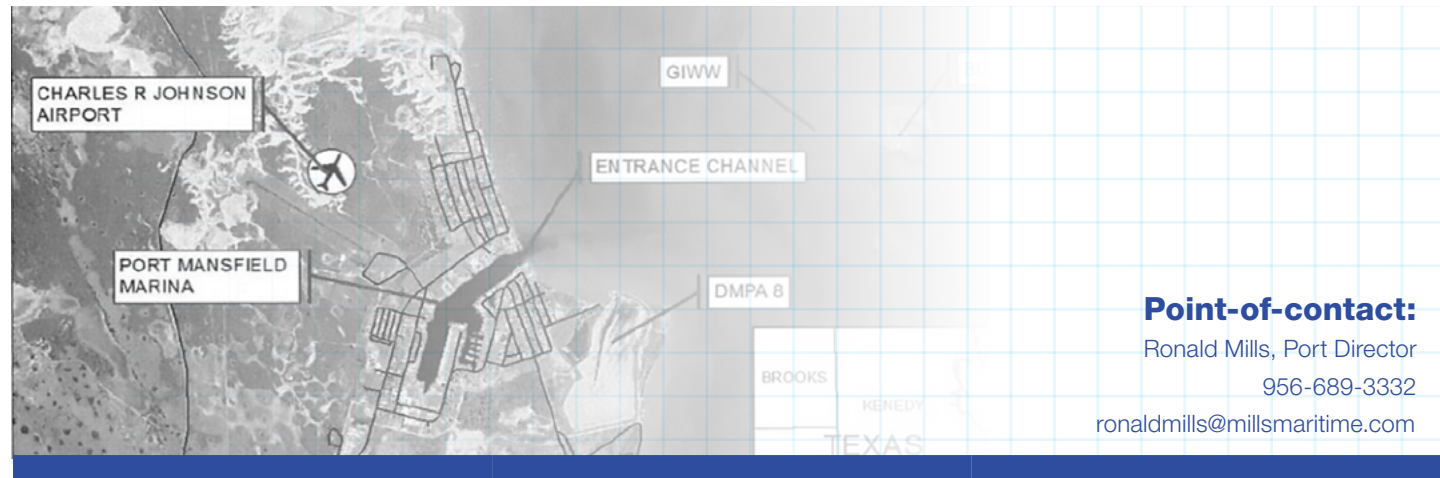 CHARLES R JOHNSON
AIRPORT
GIWW
ENTRANCE CHANNEL
PORT MANSFIELD
MARINA
DMPA 8
BROOKS
KENEDY
TEXAS
Point-of-contact:
Ronald Mills, Port Director
956-689-3332
ronaldmills@millsmaritime.com